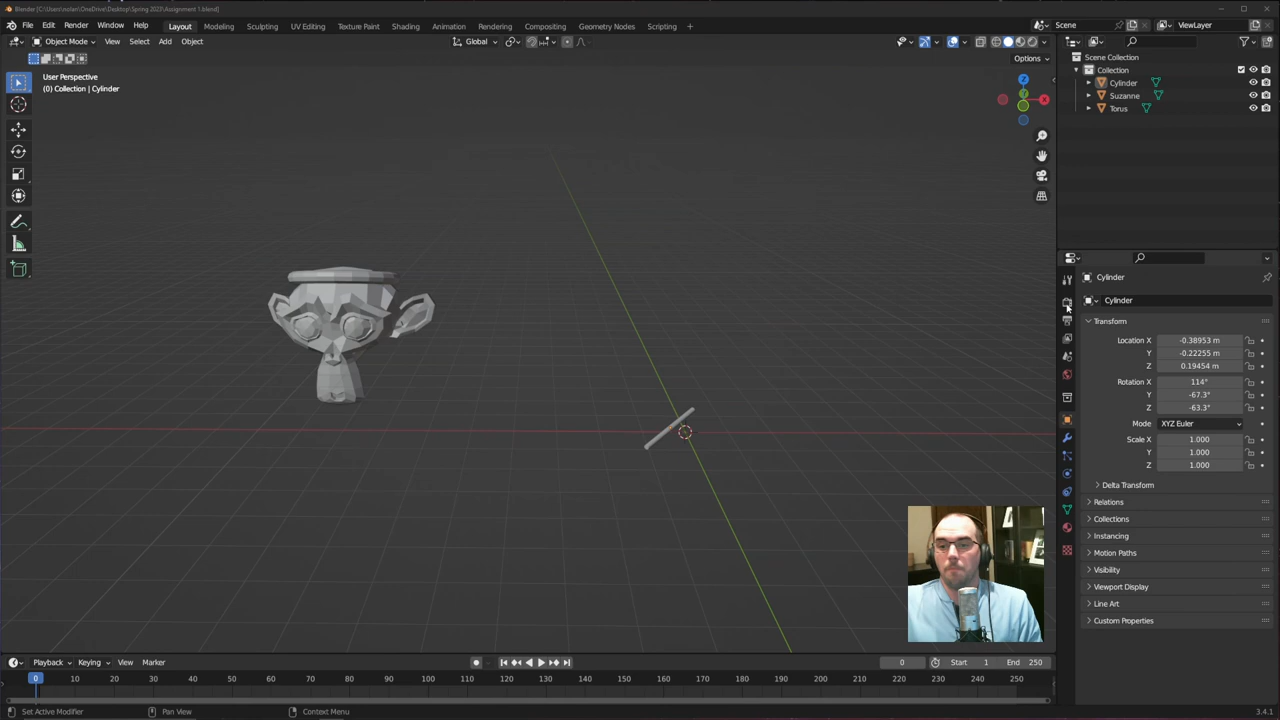 Blender [C:\Users\nolan\OneDrive\Desktop\Spring 2023\Assignment 1.blend]
File Edit Render Window Help Layout Modeling Sculpting UV Editing Texture Paint Shading Animation Rendering Compositing Geometry Nodes Scripting + Scene ViewLayer
Object Mode View Select Add Object Global
Options
User Perspective
(0) Collection | Cylinder
Z
Y
X
Scene Collection
Collection
Cylinder
Suzanne
Torus
Cylinder
Cylinder
Transform
Location X -0.38953 m
Y -0.22255 m
Z 0.19454 m
Rotation X 114°
Y -67.3°
Z -63.3°
Mode XYZ Euler
Scale X 1.000
Y 1.000
Z 1.000
Delta Transform
Relations
Collections
Instancing
Motion Paths
Visibility
Viewport Display
Line Art
Custom Properties
Playback Keying View Marker 0 Start 1 End 250
0 10 20 30 40 50 60 70 80 90 100 110 120 130 140 150 160 170 180 190 200 210 220 230 240 250
Set Active Modifier Pan View Context Menu 3.4.1